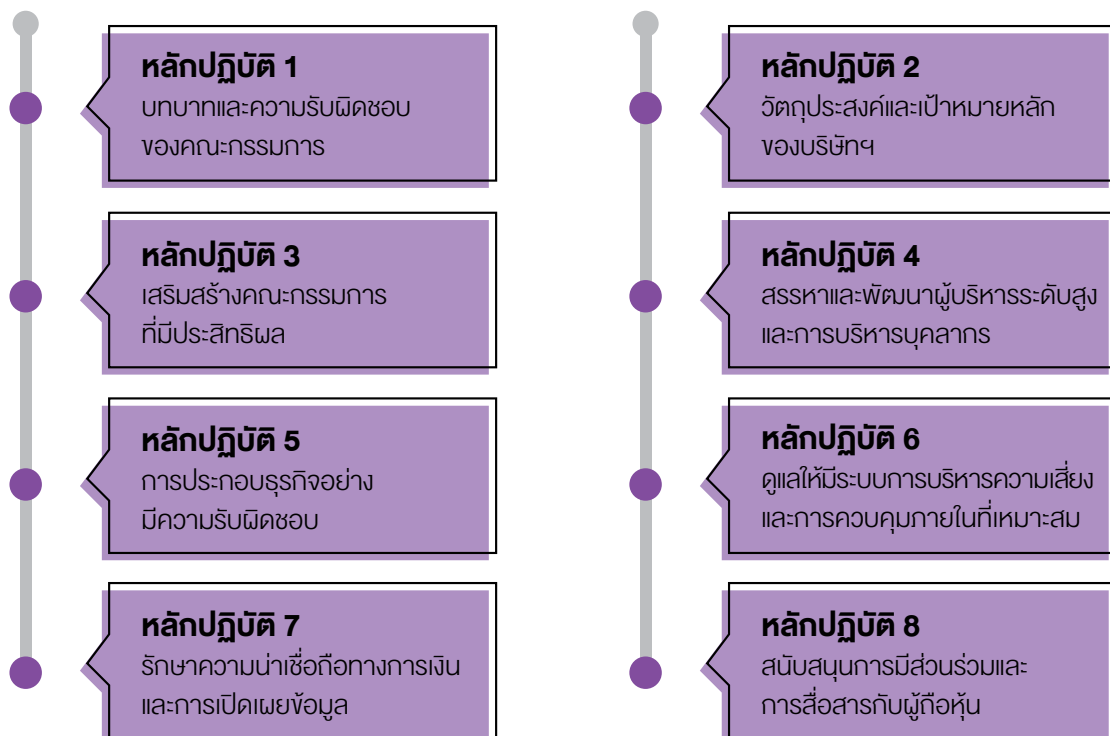 หลักปฏิบัติ 1
บทบาทและความรับผิดชอบ
ของคณะกรรมการ
หลักปฏิบัติ 2
วัตถุประสงค์และเป้าหมายหลัก
ของบริษัทฯ
หลักปฏิบัติ 3
เสริมสร้างคณะกรรมการ
ที่มีประสิทธิผล
หลักปฏิบัติ 4
สรรหาและพัฒนาผู้บริหารระดับสูง
และการบริหารบุคลากร
หลักปฏิบัติ 5
การประกอบธุรกิจอย่าง
มีความรับผิดชอบ
หลักปฏิบัติ 6
ดูแลให้มีระบบการบริหารความเสี่ยง
และการควบคุมภายในที่เหมาะสม
หลักปฏิบัติ 7
รักษาความน่าเชื่อถือทางการเงิน
และการเปิดเผยข้อมูล
หลักปฏิบัติ 8
สนับสนุนการมีส่วนร่วมและ
การสื่อสารกับผู้ถือหุ้น